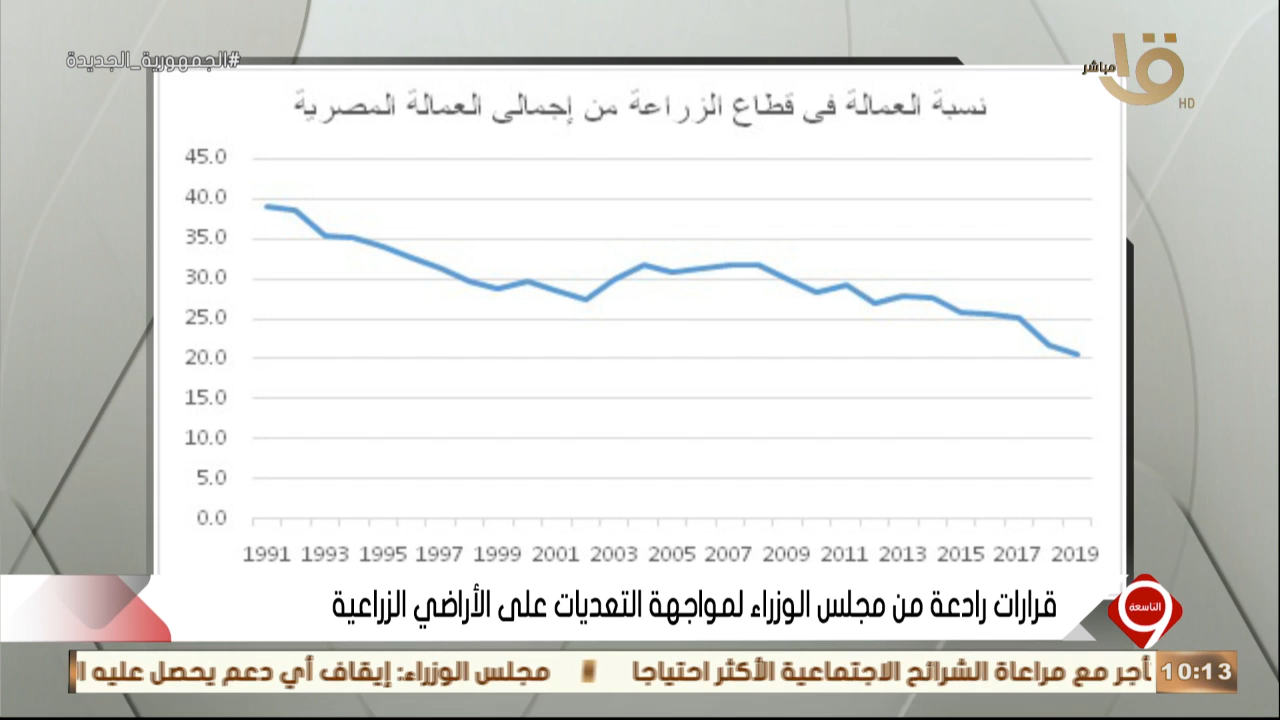 #الجمهورية_الجديدة
مباشر
HD
نسبة العمالة فى قطاع الزراعة من إجمالى العمالة المصرية
45.0
40.0
35.0
30.0
25.0
20.0
15.0
10.0
5.0
0.0
1991 1993 1995 1997 1999 2001 2003 2005 2007 2009 2011 2013 2015 2017 2019
قرارات رادعة من مجلس الوزراء لمواجهة التعديات على الأراضي الزراعية
التاسعة
9
10:13
أجر مع مراعاة الشرائح الاجتماعية الأكثر احتياجا
مجلس الوزراء: إيقاف أي دعم يحصل عليه